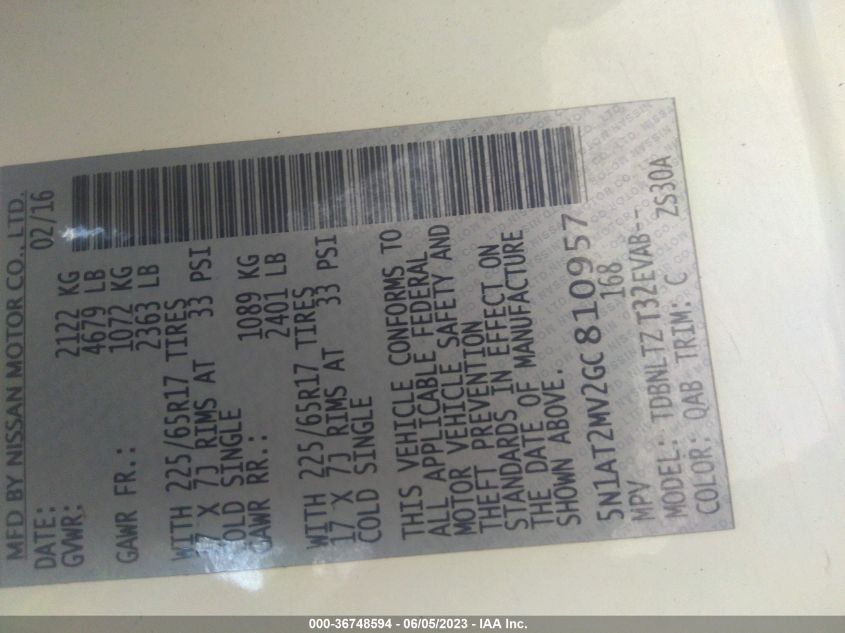 MFD BY NISSAN MOTOR CO., LTD.
DATE: 02/16
GVWR: 2122 KG
4679 LB
GAWR FR.: 1072 KG
2363 LB
WITH 225/65R17 TIRES
17 X 7J RIMS AT 33 PSI
COLD SINGLE
GAWR RR.: 1089 KG
2401 LB
WITH 225/65R17 TIRES
17 X 7J RIMS AT 33 PSI
COLD SINGLE
THIS VEHICLE CONFORMS TO
ALL APPLICABLE FEDERAL
MOTOR VEHICLE SAFETY AND
THEFT PREVENTION
STANDARDS IN EFFECT ON
THE DATE OF MANUFACTURE
SHOWN ABOVE.
5N1AT2MV2GC810957
MPV 168
MODEL: TDBNLTZ T32EVAB--
COLOR: QAB TRIM: C ZS30A
000-36748594 - 06/05/2023 - IAA Inc.